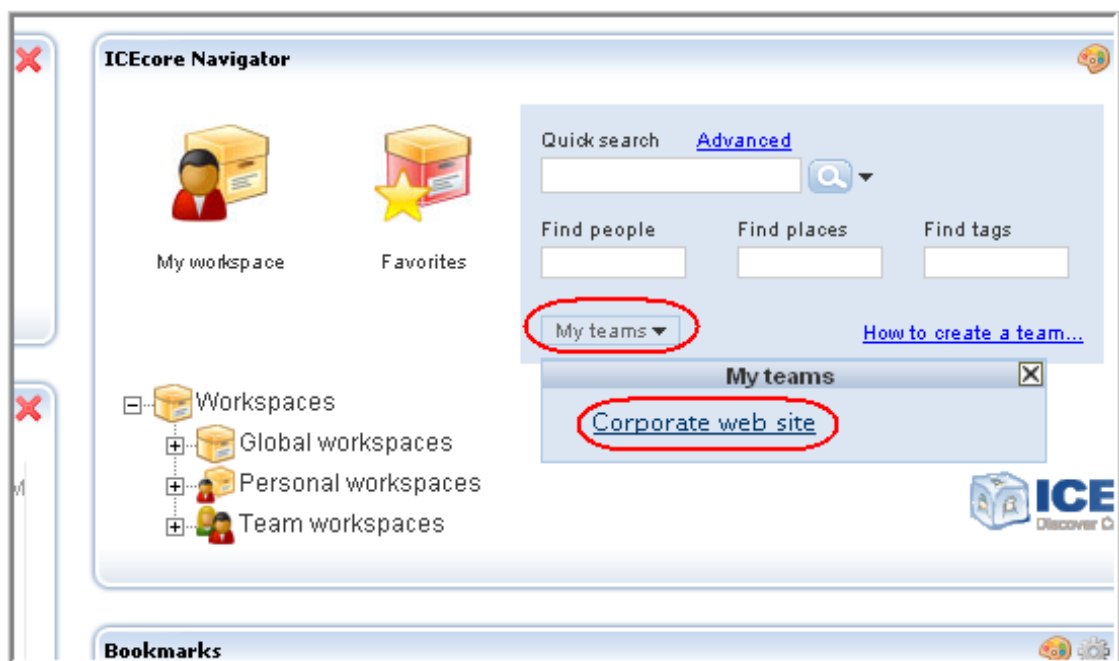 ICEcore Navigator
Quick search Advanced
Find people Find places Find tags
My workspace Favorites
My teams How to create a team...
My teams
Corporate web site
Workspaces
Global workspaces
Personal workspaces
Team workspaces
ICE
Discover
Bookmarks